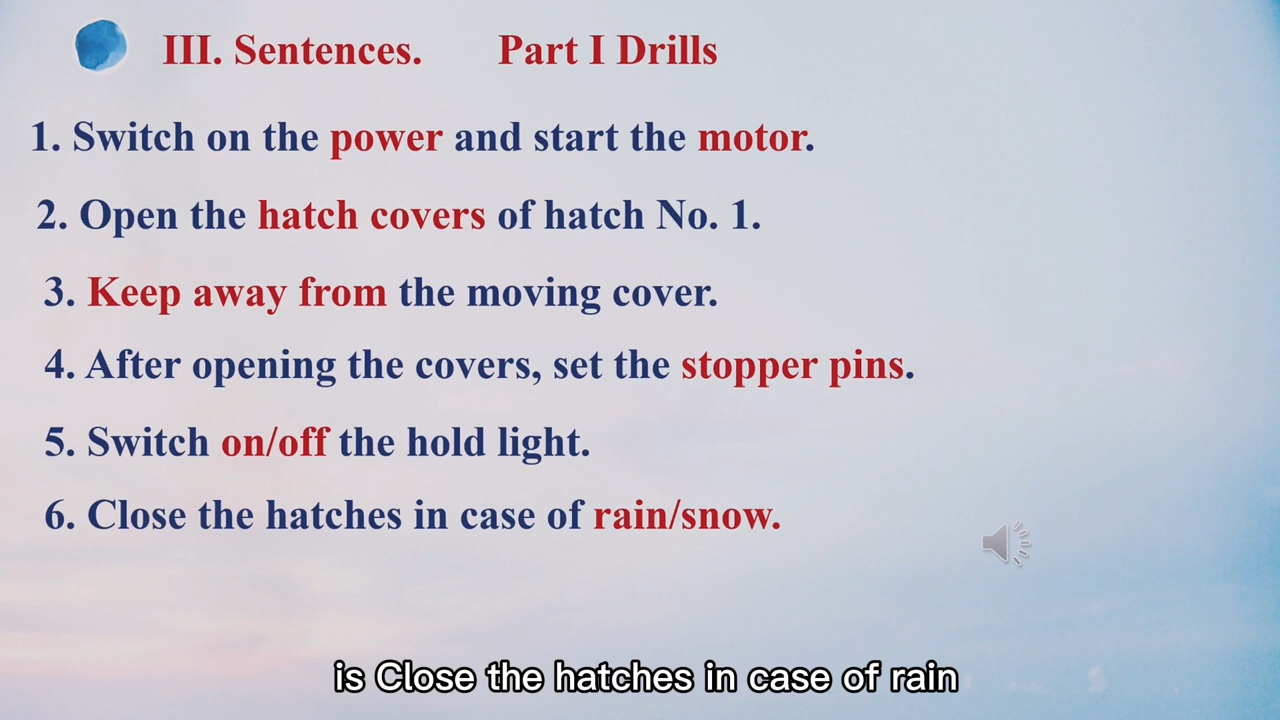 III. Sentences. Part I Drills
1. Switch on the power and start the motor.
2. Open the hatch covers of hatch No. 1.
3. Keep away from the moving cover.
4. After opening the covers, set the stopper pins.
5. Switch on/off the hold light.
6. Close the hatches in case of rain/snow.
is Close the hatches in case of rain